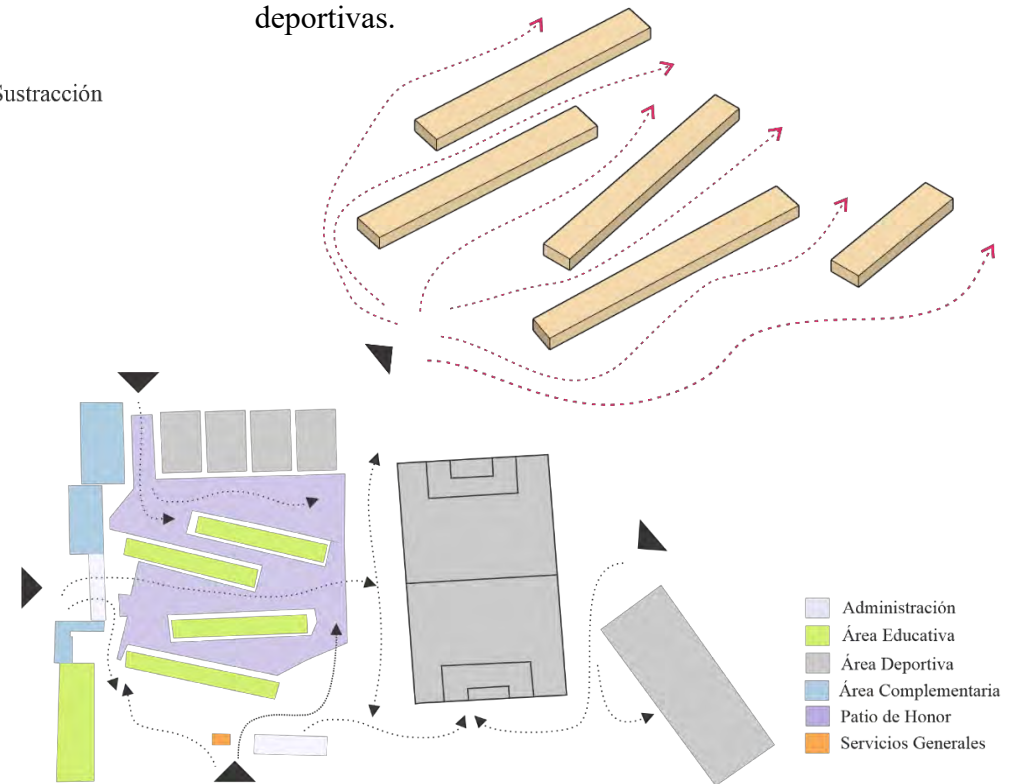 deportivas.
Sustracción
Administración
Área Educativa
Área Deportiva
Área Complementaria
Patio de Honor
Servicios Generales